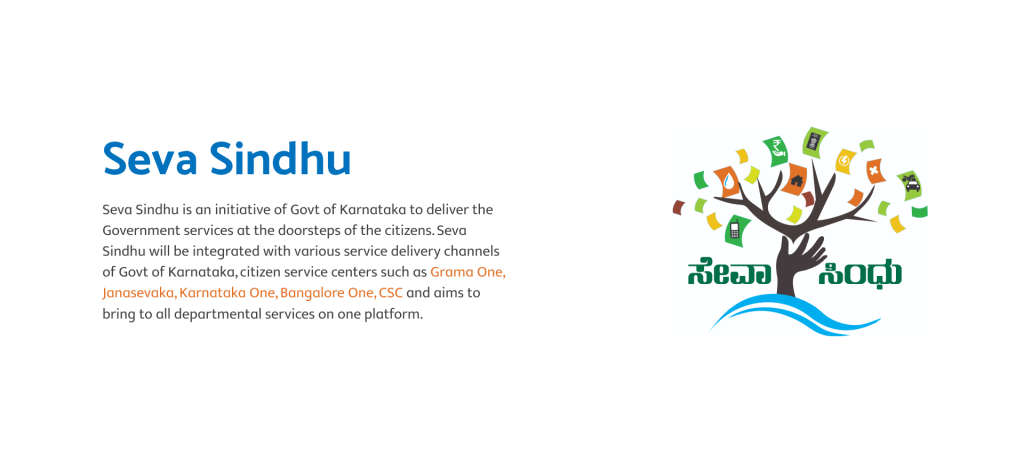 Seva Sindhu
Seva Sindhu is an initiative of Govt of Karnataka to deliver the
Government services at the doorsteps of the citizens. Seva
Sindhu will be integrated with various service delivery channels
of Govt of Karnataka, citizen service centers such as Grama One,
Janasevaka, Karnataka One, Bangalore One, CSC and aims to
bring to all departmental services on one platform.
ಸೇವಾ ಸಿಂಧು